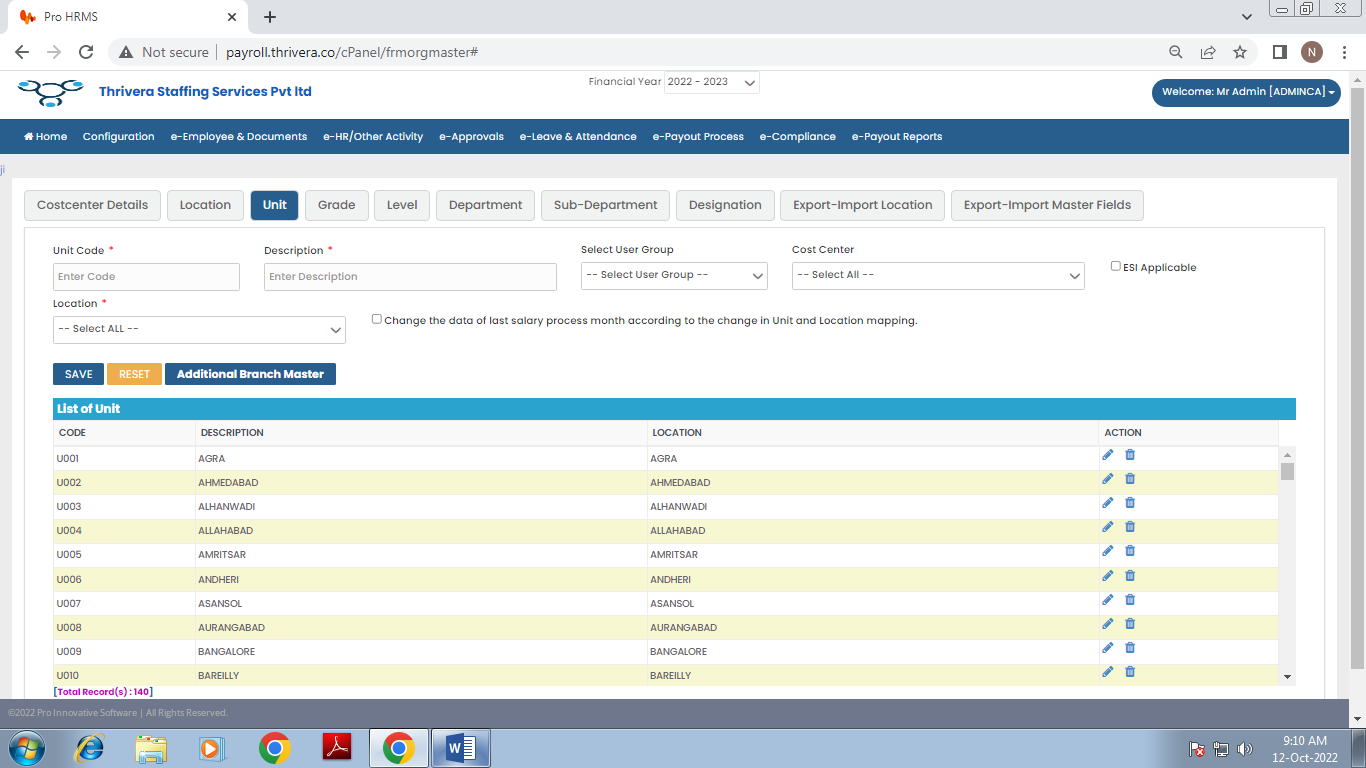 Pro HRMS
Not secure | payroll.thrivera.co/cPanel/frmorgmaster#
N
Thrivera Staffing Services Pvt ltd
Financial Year 2022 - 2023
Welcome: Mr Admin [ADMINCA]
Home Configuration e-Employee & Documents e-HR/Other Activity e-Approvals e-Leave & Attendance e-Payout Process e-Compliance e-Payout Reports
ji
Costcenter Details Location Unit Grade Level Department Sub-Department Designation Export-Import Location Export-Import Master Fields
Unit Code * Description * Select User Group Cost Center
Enter Code Enter Description -- Select User Group -- -- Select All -- ESI Applicable
Location *
-- Select ALL -- Change the data of last salary process month according to the change in Unit and Location mapping.
SAVE RESET Additional Branch Master
List of Unit
CODE DESCRIPTION LOCATION ACTION
U001 AGRA AGRA
U002 AHMEDABAD AHMEDABAD
U003 ALHANWADI ALHANWADI
U004 ALLAHABAD ALLAHABAD
U005 AMRITSAR AMRITSAR
U006 ANDHERI ANDHERI
U007 ASANSOL ASANSOL
U008 AURANGABAD AURANGABAD
U009 BANGALORE BANGALORE
U010 BAREILLY BAREILLY
[Total Record(s) : 140]
©2022 Pro Innovative Software | All Rights Reserved.
W
9:10 AM
12-Oct-2022